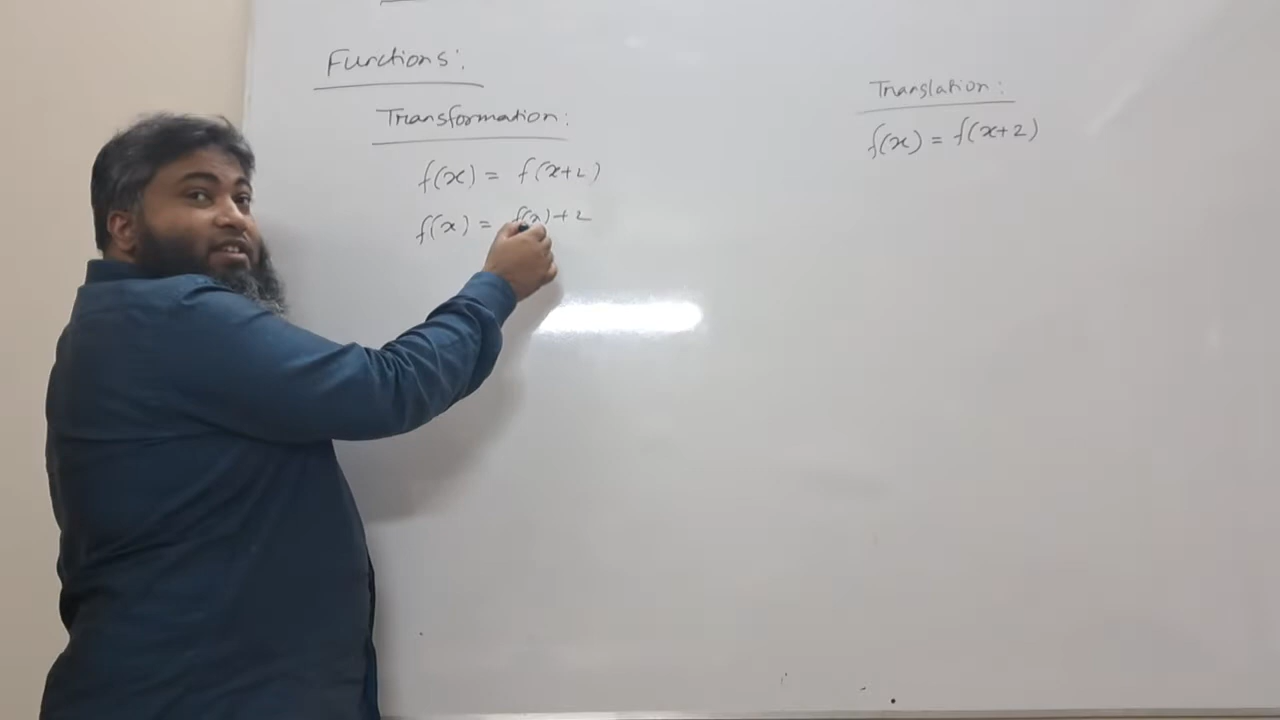 Functions:
Transformation:
f(x) = f(x+2)
f(x) = f(x)+2
Translation:
f(x) = f(x+2)